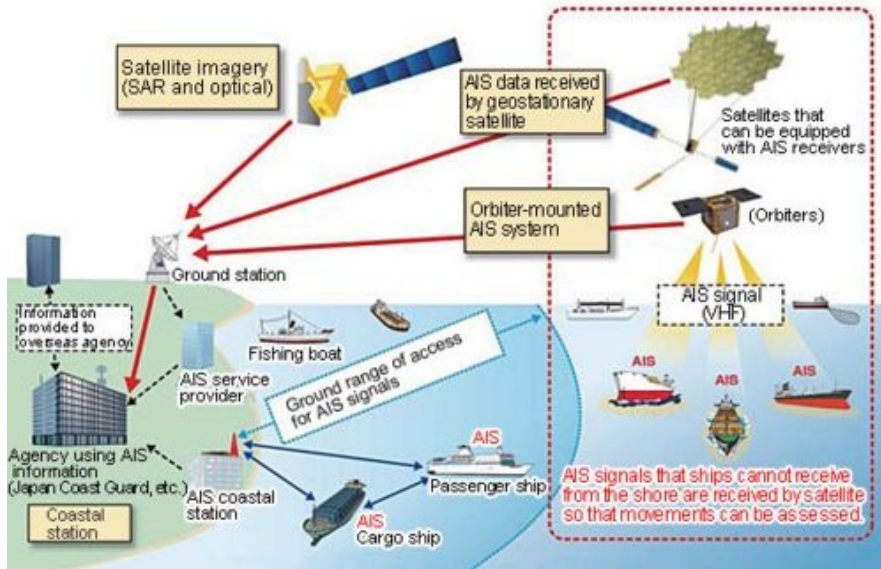 Satellite imagery
(SAR and optical)
AIS data received
by geostationary
satellite
Satellites that
can be equipped
with AIS receivers
Orbiter-mounted
AIS system
(Orbiters)
Ground station
AIS signal
(VHF)
Information
provided to
overseas agency
Fishing boat
AIS service
provider
Ground range of access
for AIS signals
AIS
AIS
AIS
Agency using AIS
information
(Japan Coast Guard, etc.)
Coastal
station
AIS coastal
station
AIS
Passenger ship
AIS
Cargo ship
AIS signals that ships cannot receive
from the shore are received by satellite
so that movements can be assessed.